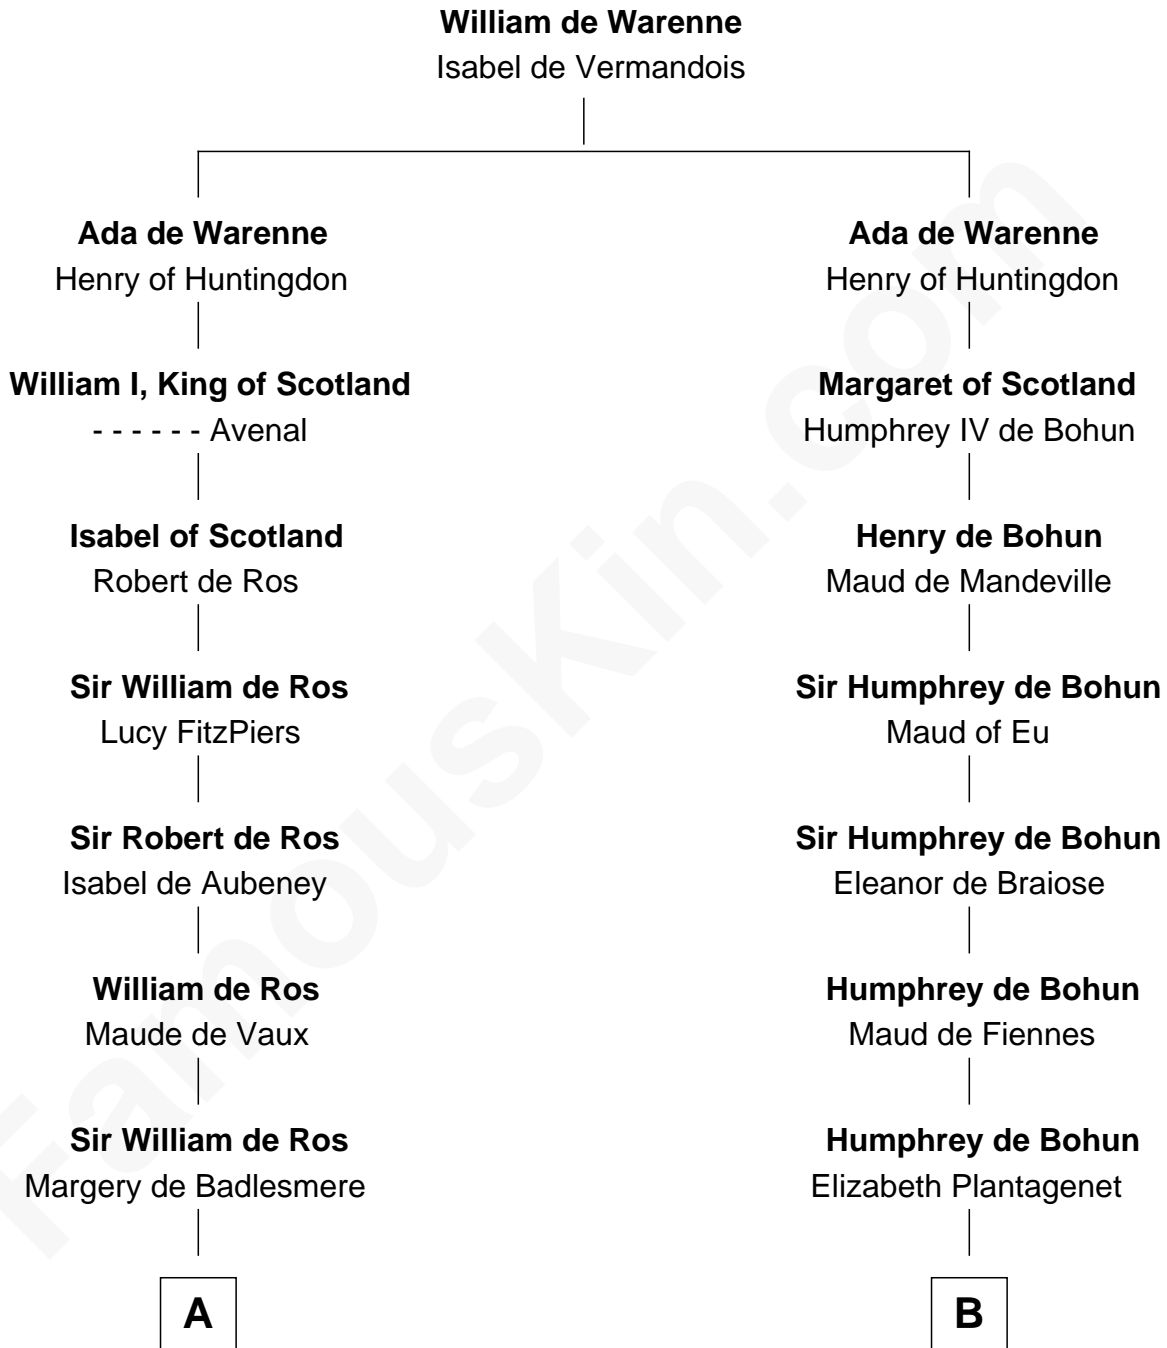 William de Warenne
Isabel de Vermandois
Ada de Warenne
Henry of Huntingdon
Ada de Warenne
Henry of Huntingdon
William I, King of Scotland
- - - - - - Avenal
Margaret of Scotland
Humphrey IV de Bohun
Isabel of Scotland
Robert de Ros
Henry de Bohun
Maud de Mandeville
Sir William de Ros
Lucy FitzPiers
Sir Humphrey de Bohun
Maud of Eu
Sir Robert de Ros
Isabel de Aubeney
Sir Humphrey de Bohun
Eleanor de Braiose
William de Ros
Maude de Vaux
Humphrey de Bohun
Maud de Fiennes
Sir William de Ros
Margery de Badlesmere
Humphrey de Bohun
Elizabeth Plantagenet
A
B
FamousKin.com